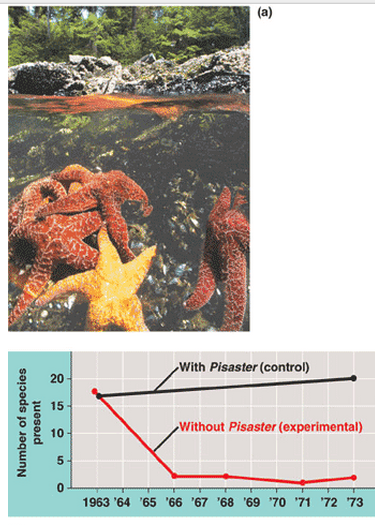 (a)
With Pisaster (control)
Without Pisaster (experimental)
Number of species
present
20
15
10
5
0
1963 '64 '65 '66 '67 '68 '69 '70 '71 '72 '73